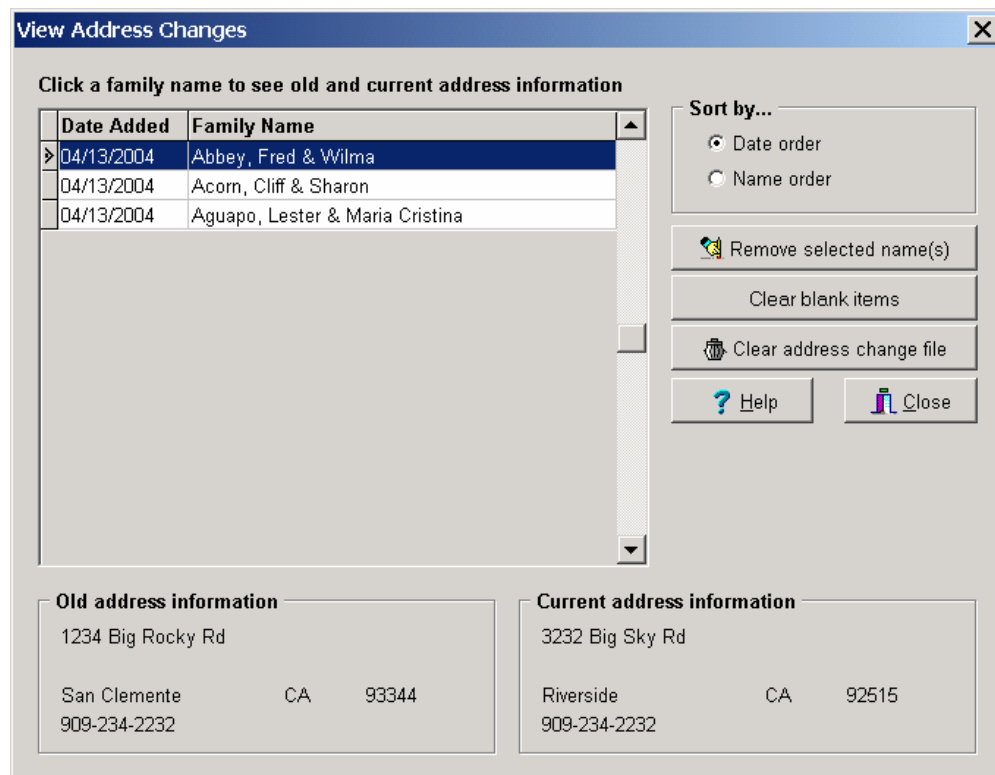 View Address Changes
Click a family name to see old and current address information
Date Added Family Name
04/13/2004 Abbey, Fred & Wilma
04/13/2004 Acorn, Cliff & Sharon
04/13/2004 Aguapo, Lester & Maria Cristina
Sort by...
Date order
Name order
Remove selected name(s)
Clear blank items
Clear address change file
? Help
Close
Old address information
1234 Big Rocky Rd
San Clemente CA 93344
909-234-2232
Current address information
3232 Big Sky Rd
Riverside CA 92515
909-234-2232